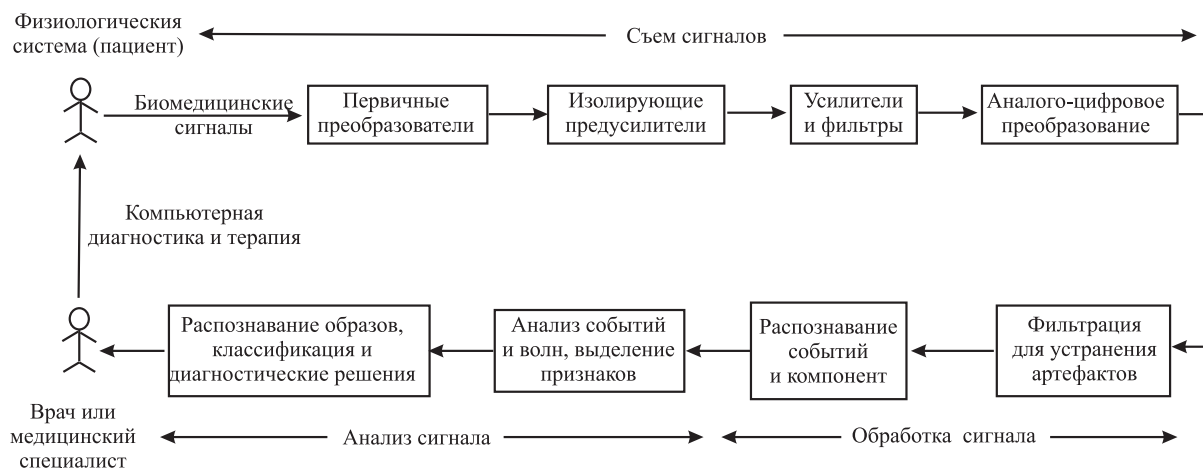 Физиологическия
система (пациент)
Съем сигналов
Биомедицинские
сигналы
Первичные
преобразователи
Изолирующие
предусилители
Усилители
и фильтры
Аналого-цифровое
преобразование
Компьютерная
диагностика и терапия
Распознавание образов,
классификация и
диагностические решения
Анализ событий
и волн, выделение
признаков
Распознавание
событий
и компонент
Фильтрация
для устранения
артефактов
Врач или
медицинский
специалист
Анализ сигнала
Обработка сигнала